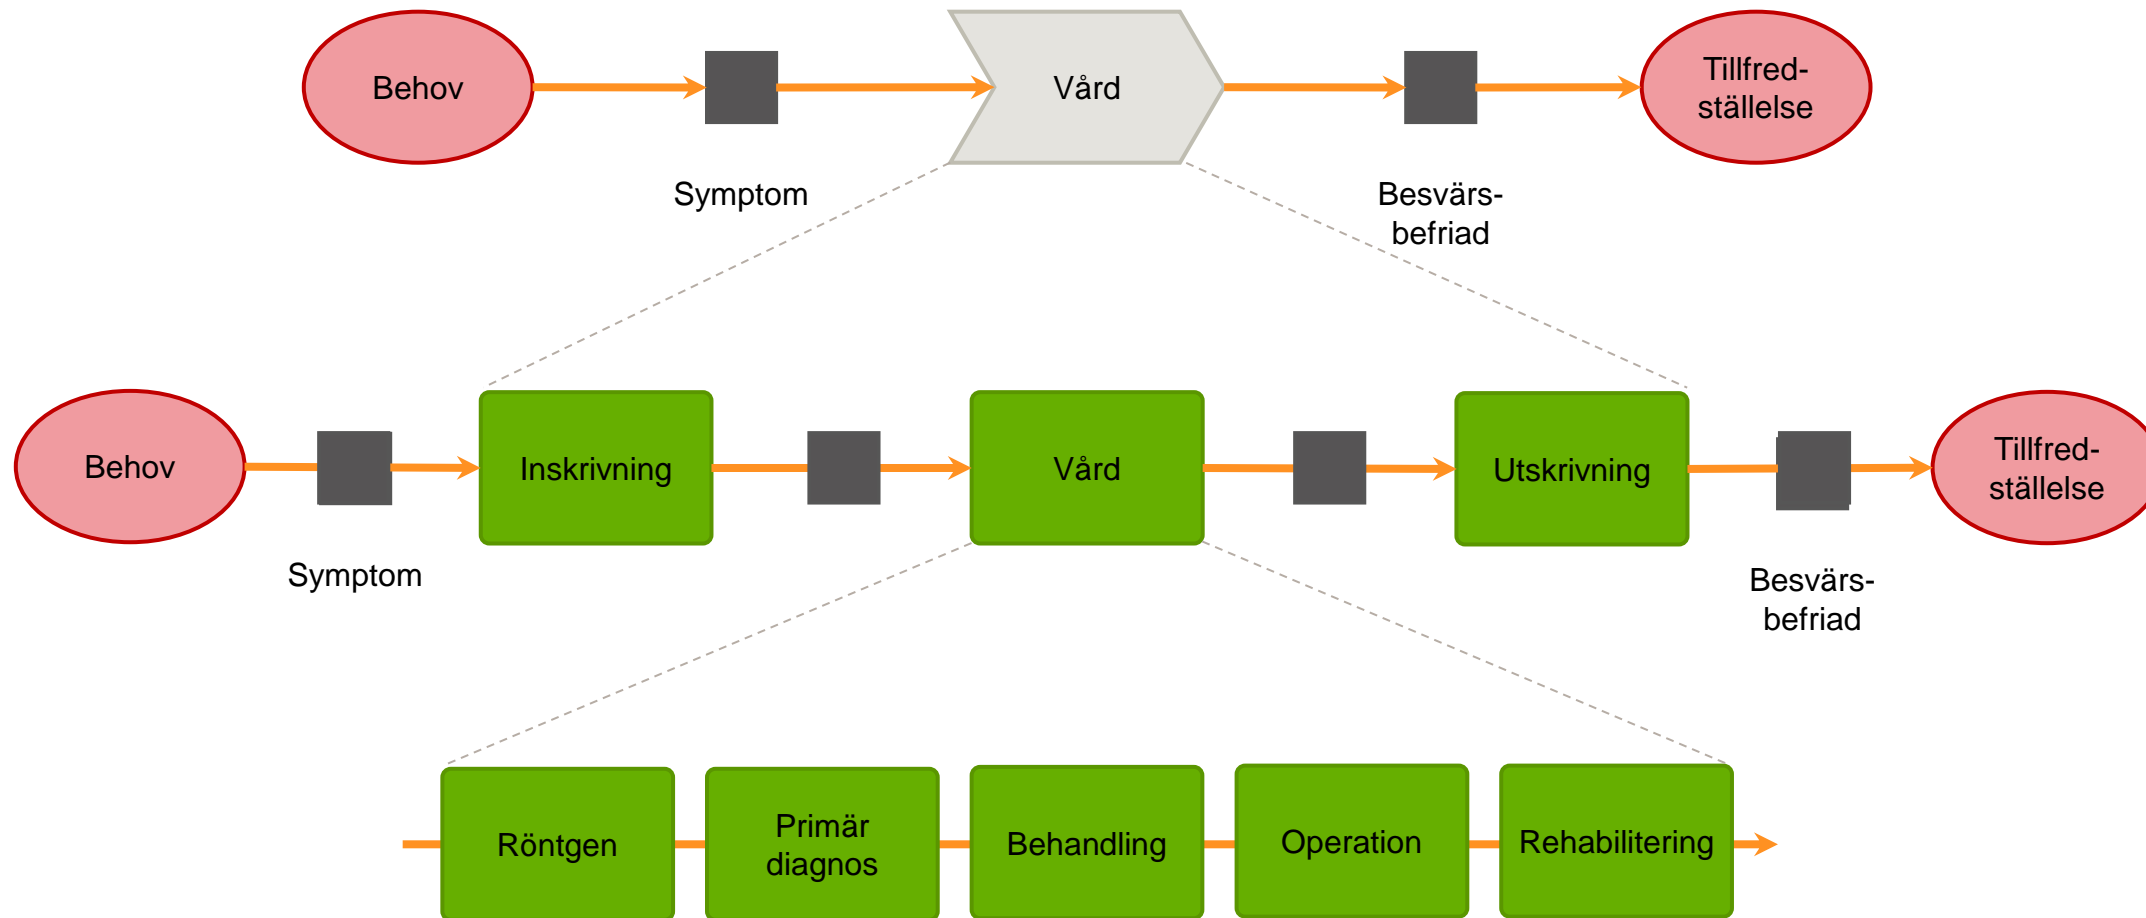 Behov
Symptom
Vård
Besvärs-
befriad
Tillfred-
ställelse
Behov
Symptom
Inskrivning
Vård
Utskrivning
Besvärs-
befriad
Tillfred-
ställelse
Röntgen
Primär
diagnos
Behandling
Operation
Rehabilitering